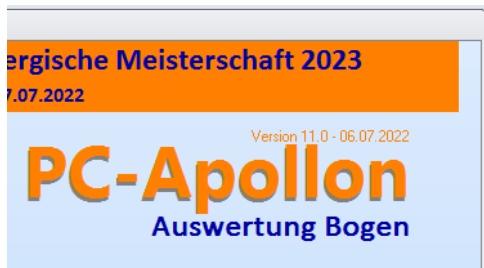 ergische Meisterschaft 2023
7.07.2022
Version 11.0 - 06.07.2022
PC-Apollon
Auswertung Bogen